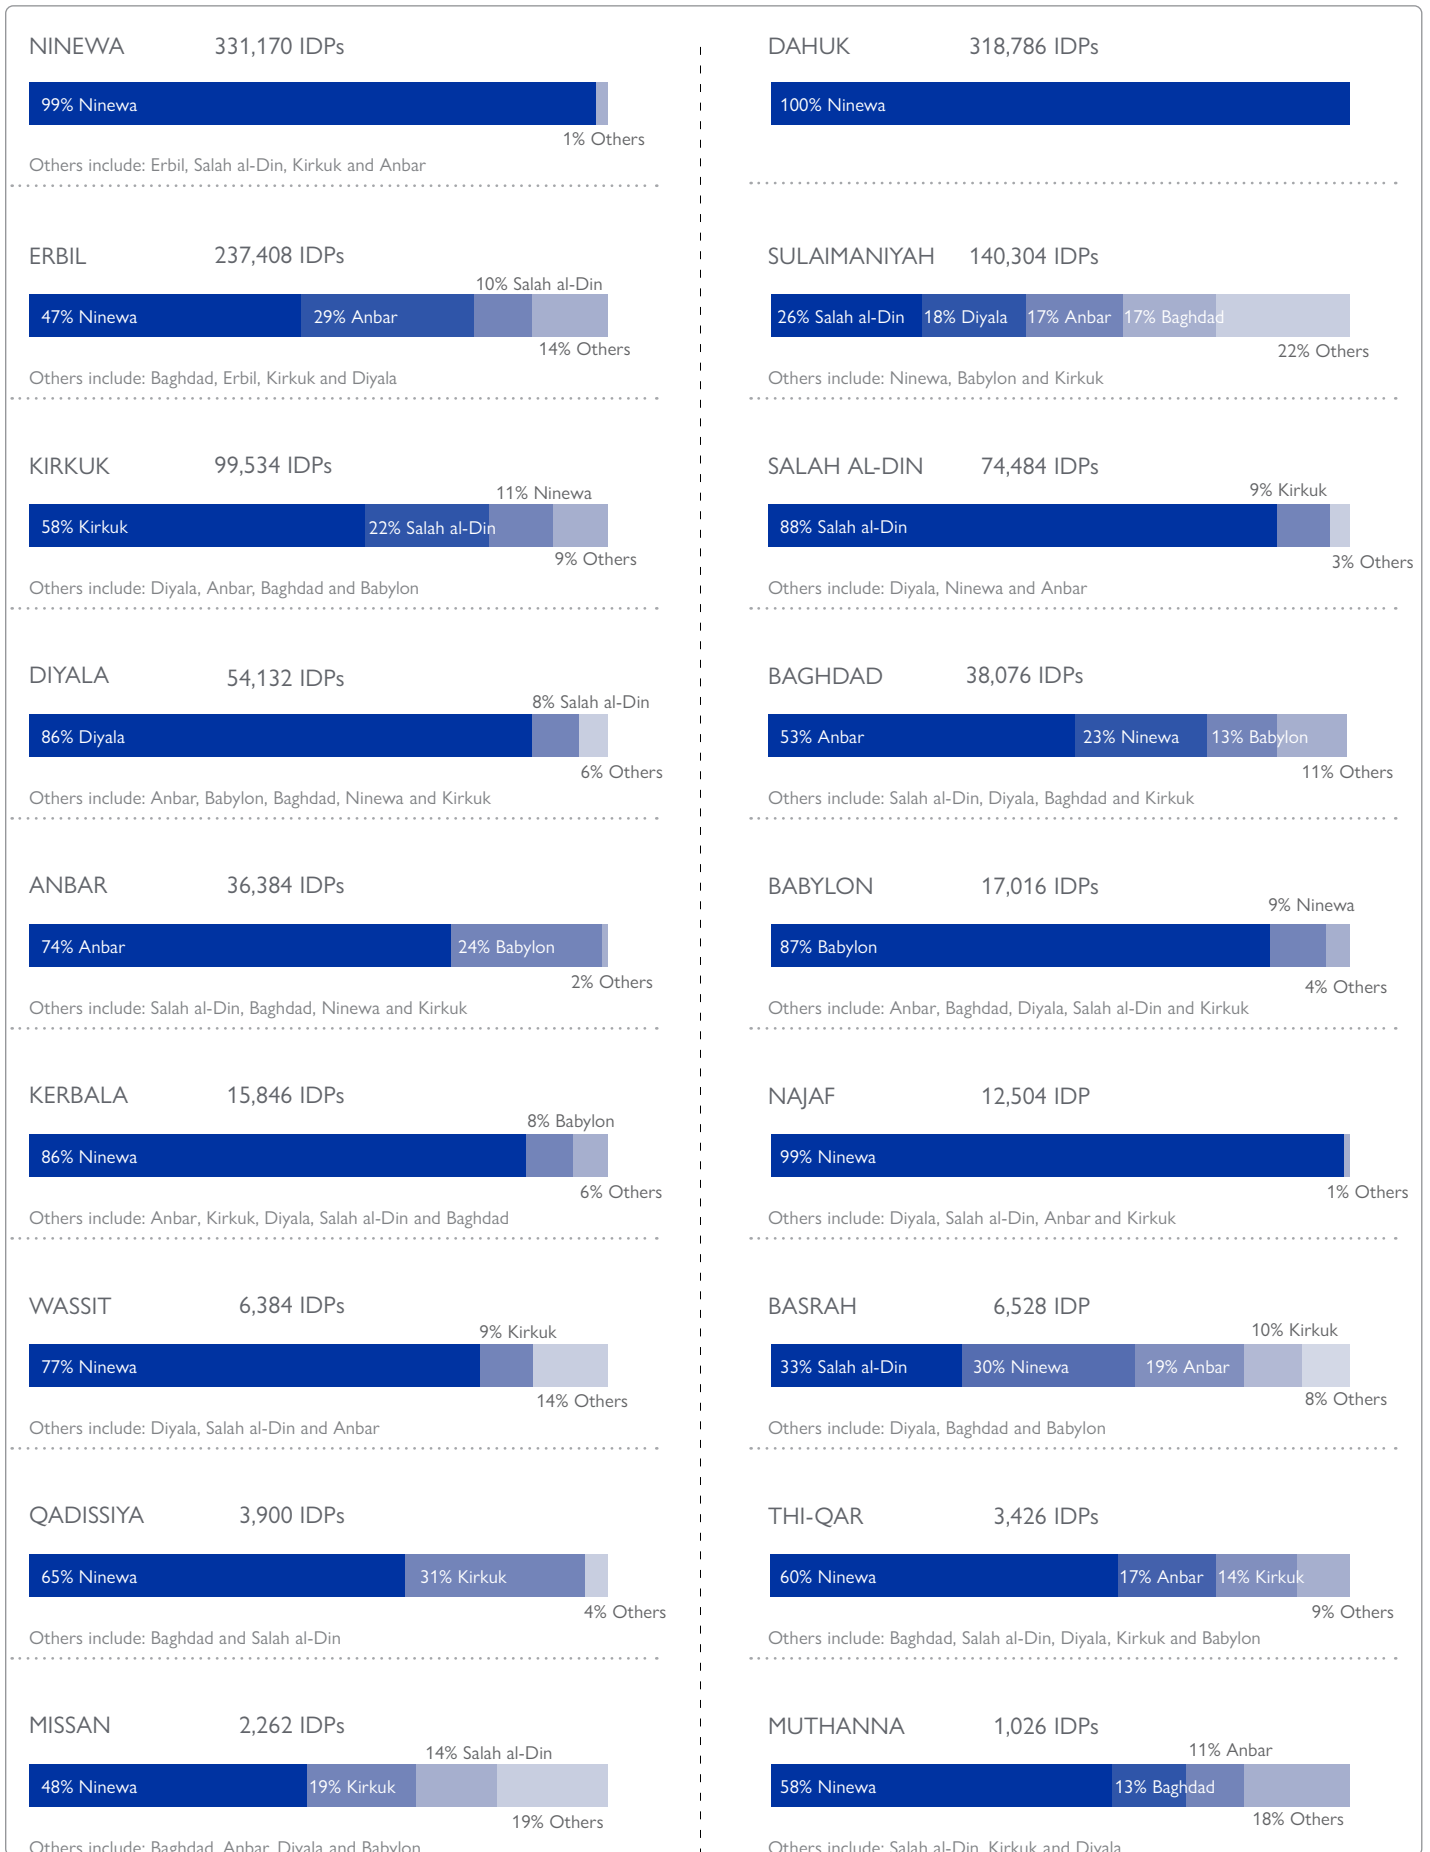 NINEWA 331,170 IDPs
99% Ninewa
1% Others
Others include: Erbil, Salah al-Din, Kirkuk and Anbar
DAHUK 318,786 IDPs
100% Ninewa
ERBIL 237,408 IDPs
10% Salah al-Din
47% Ninewa 29% Anbar
14% Others
Others include: Baghdad, Erbil, Kirkuk and Diyala
SULAIMANIYAH 140,304 IDPs
26% Salah al-Din 18% Diyala 17% Anbar 17% Baghdad
22% Others
Others include: Ninewa, Babylon and Kirkuk
KIRKUK 99,534 IDPs
11% Ninewa
58% Kirkuk 22% Salah al-Din
9% Others
Others include: Diyala, Anbar, Baghdad and Babylon
SALAH AL-DIN 74,484 IDPs
9% Kirkuk
88% Salah al-Din
3% Others
Others include: Diyala, Ninewa and Anbar
DIYALA 54,132 IDPs
8% Salah al-Din
86% Diyala
6% Others
Others include: Anbar, Babylon, Baghdad, Ninewa and Kirkuk
BAGHDAD 38,076 IDPs
53% Anbar 23% Ninewa 13% Babylon
11% Others
Others include: Salah al-Din, Diyala, Baghdad and Kirkuk
ANBAR 36,384 IDPs
74% Anbar 24% Babylon
2% Others
Others include: Salah al-Din, Baghdad, Ninewa and Kirkuk
BABYLON 17,016 IDPs
9% Ninewa
87% Babylon
4% Others
Others include: Anbar, Baghdad, Diyala, Salah al-Din and Kirkuk
KERBALA 15,846 IDPs
8% Babylon
86% Ninewa
6% Others
Others include: Anbar, Kirkuk, Diyala, Salah al-Din and Baghdad
NAJAF 12,504 IDP
99% Ninewa
1% Others
Others include: Diyala, Salah al-Din, Anbar and Kirkuk
WASSIT 6,384 IDPs
9% Kirkuk
77% Ninewa
14% Others
Others include: Diyala, Salah al-Din and Anbar
BASRAH 6,528 IDP
10% Kirkuk
33% Salah al-Din 30% Ninewa 19% Anbar
8% Others
Others include: Diyala, Baghdad and Babylon
QADISSIYA 3,900 IDPs
65% Ninewa 31% Kirkuk
4% Others
Others include: Baghdad and Salah al-Din
THI-QAR 3,426 IDPs
60% Ninewa 17% Anbar 14% Kirkuk
9% Others
Others include: Baghdad, Salah al-Din, Diyala, Kirkuk and Babylon
MISSAN 2,262 IDPs
14% Salah al-Din
48% Ninewa 19% Kirkuk
19% Others
Others include: Baghdad, Anbar, Diyala and Babylon
MUTHANNA 1,026 IDPs
11% Anbar
58% Ninewa 13% Baghdad
18% Others
Others include: Salah al-Din, Kirkuk and Diyala